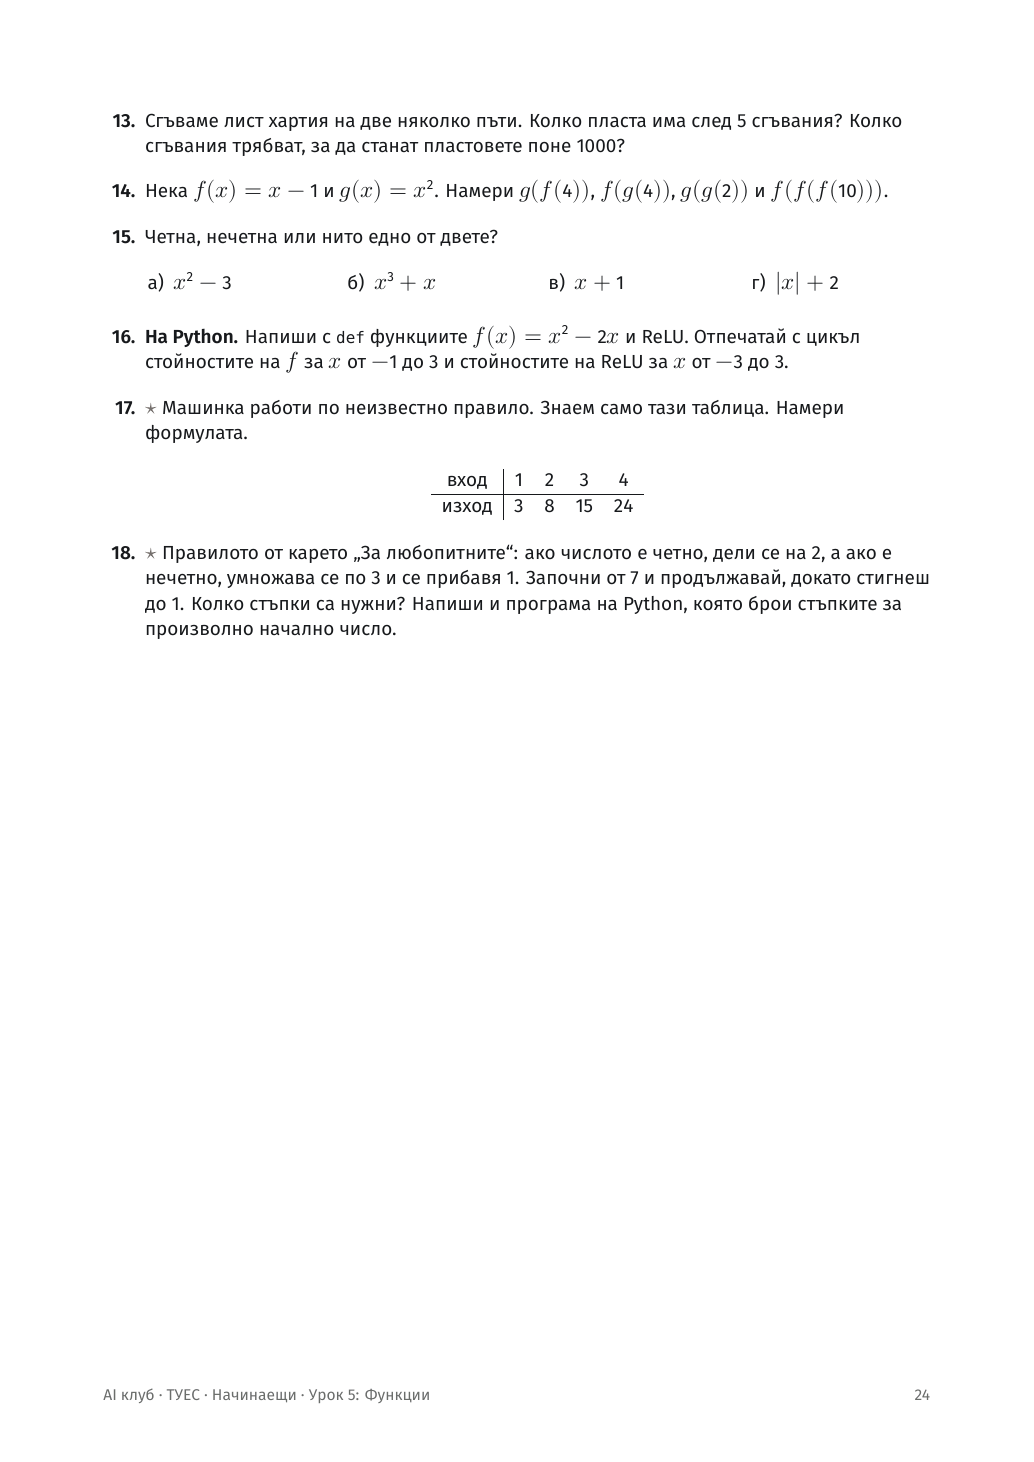 13. Сгъваме лист хартия на две няколко пъти. Колко пласта има след 5 сгъвания? Колко
сгъвания трябват, за да станат пластовете поне 1000?
14. Нека f(x) = x − 1 и g(x) = x². Намери g(f(4)), f(g(4)), g(g(2)) и f(f(f(10))).
15. Четна, нечетна или нито едно от двете?
а) x² − 3 б) x³ + x в) x + 1 г) |x| + 2
16. На Python. Напиши с def функциите f(x) = x² − 2x и ReLU. Отпечатай с цикъл
стойностите на f за x от −1 до 3 и стойностите на ReLU за x от −3 до 3.
17. ⋆ Машинка работи по неизвестно правило. Знаем само тази таблица. Намери
формулата.
вход 1 2 3 4
изход 3 8 15 24
18. ⋆ Правилото от карето „За любопитните“: ако числото е четно, дели се на 2, а ако е
нечетно, умножава се по 3 и се прибавя 1. Започни от 7 и продължавай, докато стигнеш
до 1. Колко стъпки са нужни? Напиши и програма на Python, която брои стъпките за
произволно начално число.
AI клуб · ТУЕС · Начинаещи · Урок 5: Функции 24